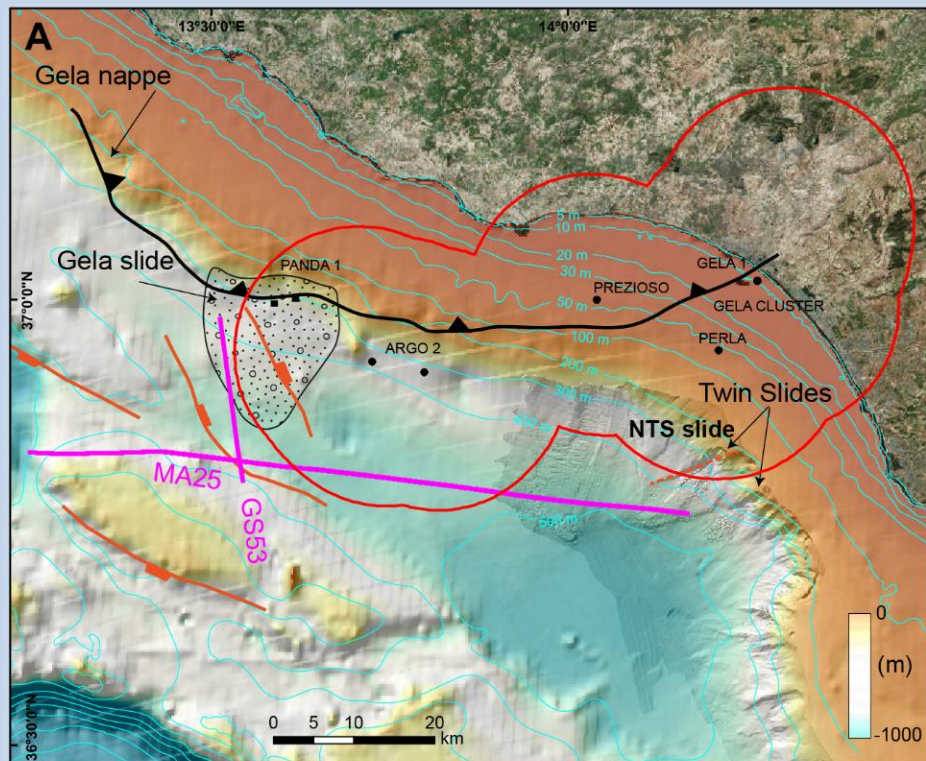 A
13°30'0"E
14°0'0"E
Gela nappe
5 m
10 m
20 m
30 m
50 m
100 m
200 m
300 m
400 m
500 m
Gela slide
PANDA 1
GELA 1
PREZIOSO
GELA CLUSTER
37°0'0"N
PERLA
ARGO 2
Twin Slides
NTS slide
MA25
GS53
0
(m)
-1000
0 5 10 20
km
36°30'0"N